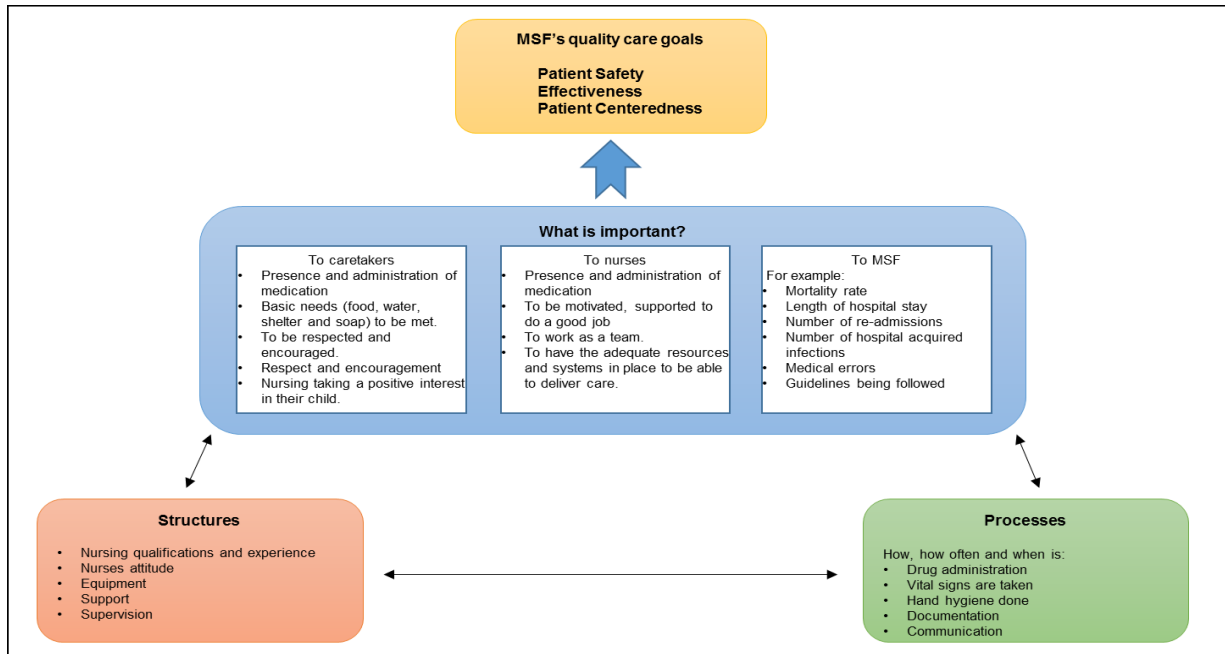 MSF's quality care goals
Patient Safety
Effectiveness
Patient Centeredness
What is important?
To caretakers
• Presence and administration of
medication
• Basic needs (food, water,
shelter and soap) to be met.
• To be respected and
encouraged.
• Respect and encouragement
• Nursing taking a positive interest
in their child.
To nurses
• Presence and administration of
medication
• To be motivated, supported to
do a good job
• To work as a team.
• To have the adequate resources
and systems in place to be able
to deliver care.
To MSF
For example:
• Mortality rate
• Length of hospital stay
• Number of re-admissions
• Number of hospital acquired
infections
• Medical errors
• Guidelines being followed
Structures
• Nursing qualifications and experience
• Nurses attitude
• Equipment
• Support
• Supervision
Processes
How, how often and when is:
• Drug administration
• Vital signs are taken
• Hand hygiene done
• Documentation
• Communication